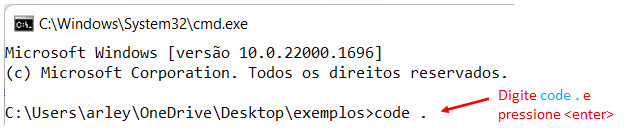 C:\Windows\System32\cmd.exe
Microsoft Windows [versão 10.0.22000.1696]
(c) Microsoft Corporation. Todos os direitos reservados.
C:\Users\arley\OneDrive\Desktop\exemplos>code .
Digite code . e
pressione <enter>